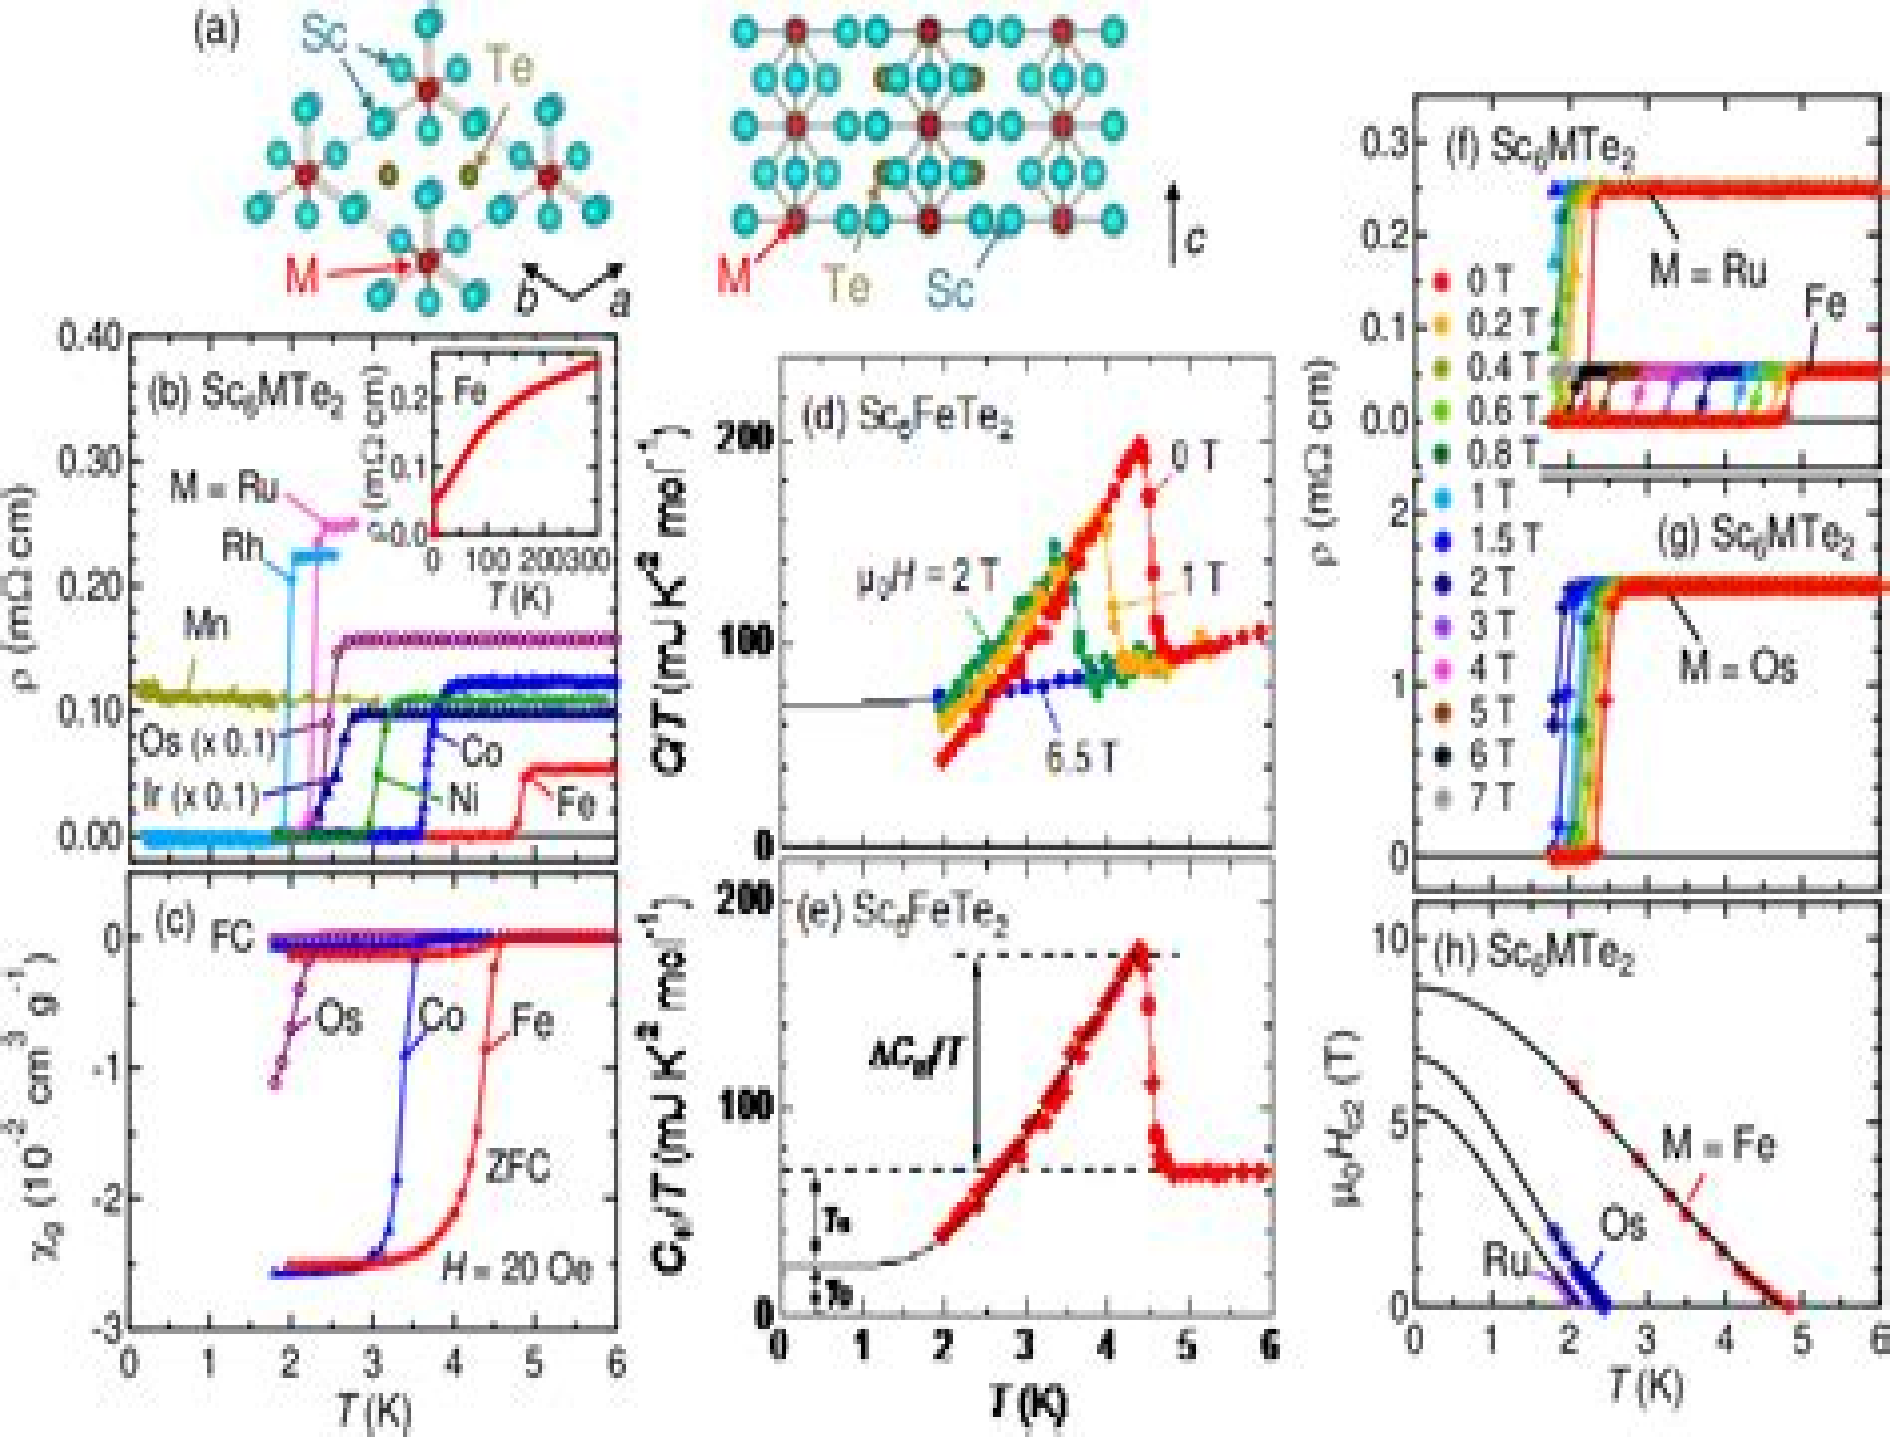 (a)
Sc
Te
M
b
a
M
Te
Sc
c
(b) Sc6MTe2
ρ (mΩ cm)
0.40
0.30
0.20
0.10
0.00
M = Ru
Rh
Mn
Os (x 0.1)
Ir (x 0.1)
Co
Ni
Fe
Fe
ρ (mΩ cm)
0.2
0.1
0.0
0 100 200 300
T (K)
(c)
FC
Os
Co
Fe
ZFC
H = 20 Oe
0
-1
-2
-3
0 1 2 3 4 5 6
T (K)
(d) Sc6FeTe2
C/T (mJ K-2 mol-1)
200
100
0
0 T
μ0H = 2 T
1 T
6.5 T
(e) Sc6FeTe2
/T (mJ K-2 mol-1)
200
100
0
0 1 2 3 4 5 6
T (K)
(f) Sc6MTe2
ρ (mΩ cm)
0.3
0.2
0.1
0.0
M = Ru
Fe
0 T
0.2 T
0.4 T
0.6 T
0.8 T
1 T
1.5 T
2 T
3 T
4 T
5 T
6 T
7 T
(g) Sc6MTe2
2
1
0
M = Os
(h) Sc6MTe2
μ0Hc2 (T)
10
5
0
M = Fe
Os
Ru
0 1 2 3 4 5 6
T (K)